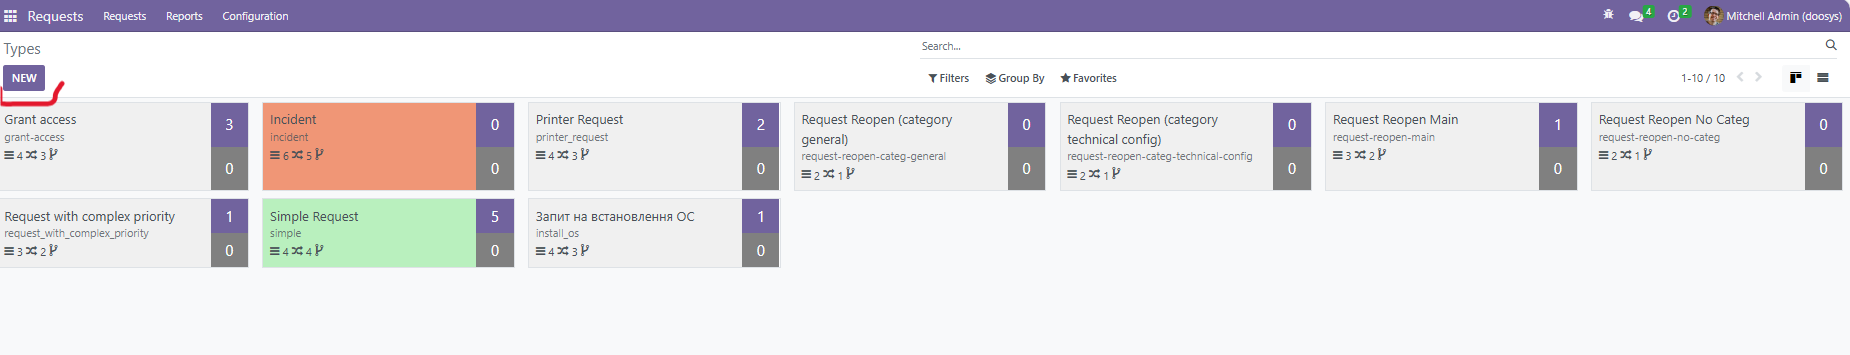 Requests Requests Reports Configuration 4 2 Mitchell Admin (doosys)
Types Search...
NEW Filters Group By Favorites 1-10 / 10
Grant access 3
grant-access
4 3
0
Incident 0
incident
6 5
0
Printer Request 2
printer_request
4 3
0
Request Reopen (category 0
general)
request-reopen-categ-general
2 1
0
Request Reopen (category 0
technical config)
request-reopen-categ-technical-config
2 1
0
Request Reopen Main 1
request-reopen-main
3 2
0
Request Reopen No Categ 0
request-reopen-no-categ
2 1
0
Request with complex priority 1
request_with_complex_priority
3 2
0
Simple Request 5
simple
4 4
0
Запит на встановлення ОС 1
install_os
4 3
0